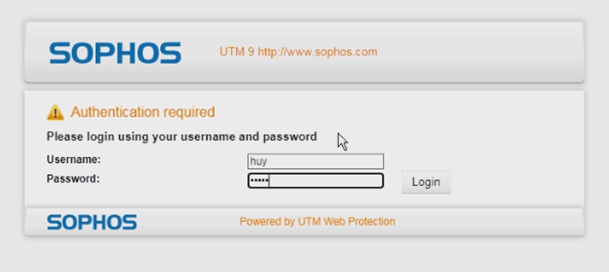 SOPHOS UTM 9 http://www.sophos.com
Authentication required
Please login using your username and password
Username: huy
Password: •••••
Login
SOPHOS Powered by UTM Web Protection